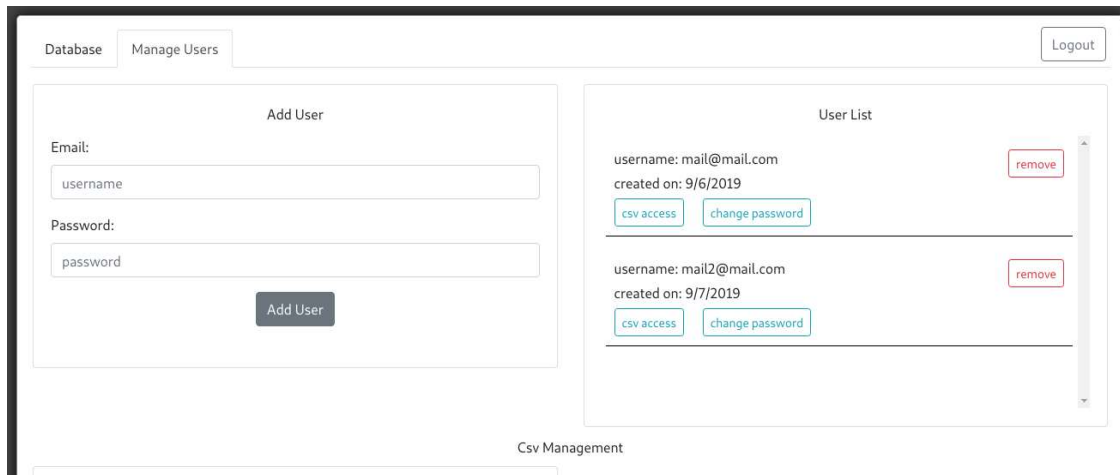 Database Manage Users Logout
Add User
Email:
username
Password:
password
Add User
User List
username: mail@mail.com
remove
created on: 9/6/2019
csv access change password
username: mail2@mail.com
remove
created on: 9/7/2019
csv access change password
Csv Management